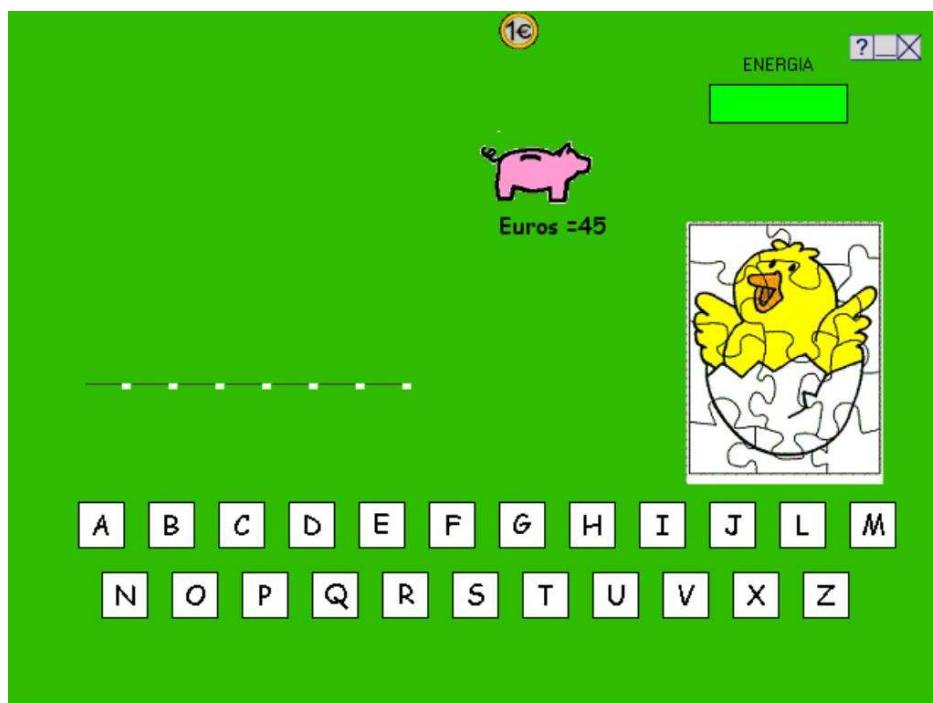 1€
?
ENERGIA
Euros =45
A B C D E F G H I J L M
N O P Q R S T U V X Z